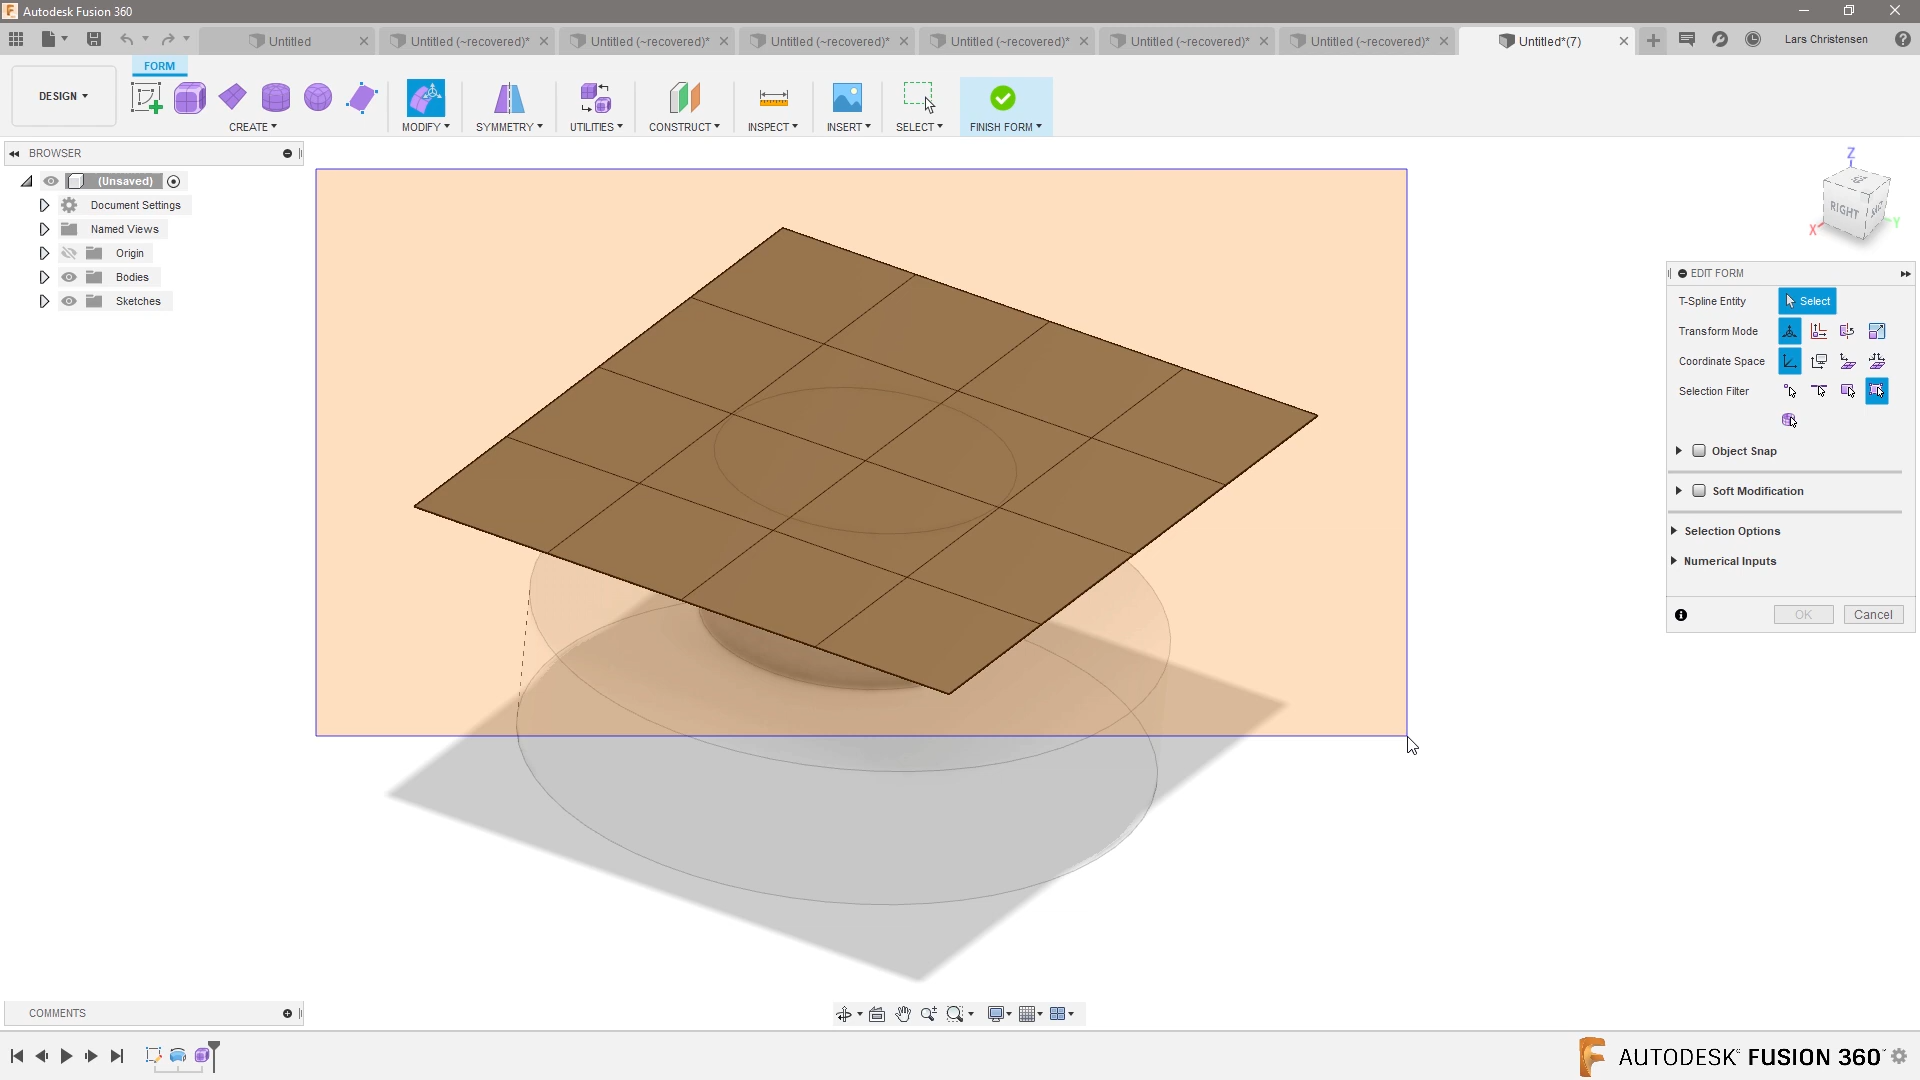 Autodesk Fusion 360
Untitled
Untitled (~recovered)*
Untitled (~recovered)*
Untitled (~recovered)*
Untitled (~recovered)*
Untitled (~recovered)*
Untitled (~recovered)*
Untitled*(7)
Lars Christensen
FORM
DESIGN
CREATE
MODIFY
SYMMETRY
UTILITIES
CONSTRUCT
INSPECT
INSERT
SELECT
FINISH FORM
BROWSER
(Unsaved)
Document Settings
Named Views
Origin
Bodies
Sketches
Z
RIGHT
X
Y
EDIT FORM
T-Spline Entity
Select
Transform Mode
Coordinate Space
Selection Filter
Object Snap
Soft Modification
Selection Options
Numerical Inputs
OK
Cancel
COMMENTS
AUTODESK FUSION 360